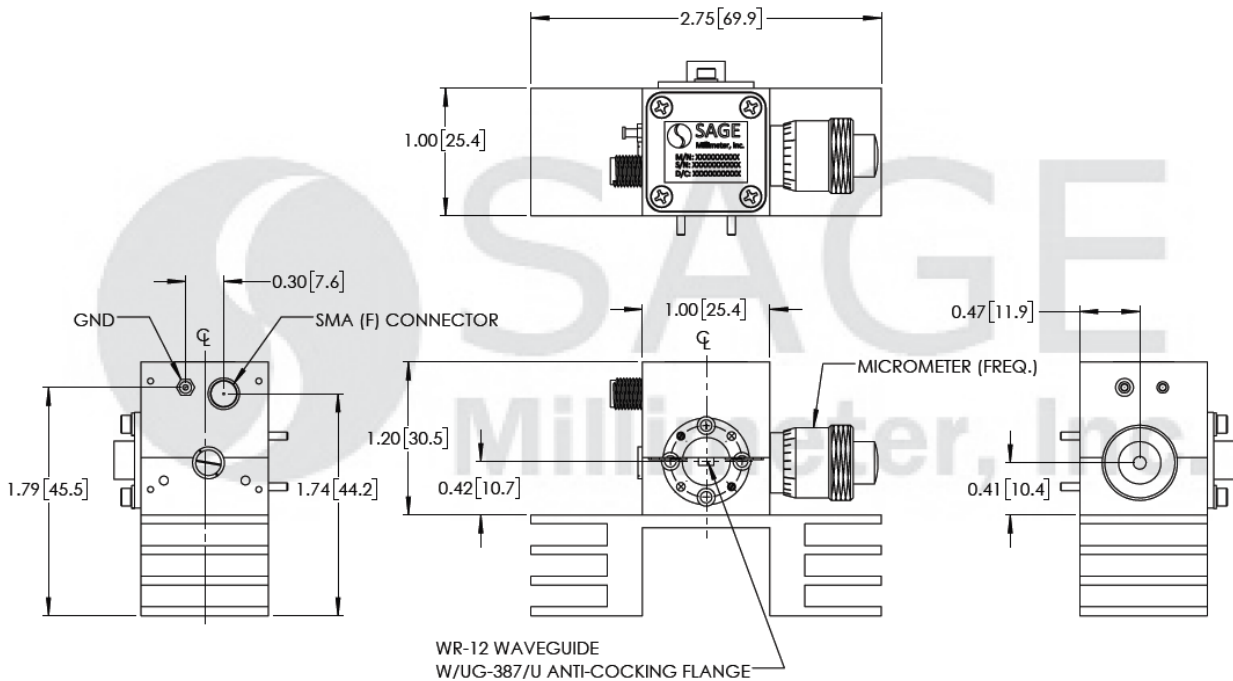 2.75[69.9]
1.00[25.4]
SAGE
Millimeter, Inc.
M/N: XXXXXXXXXX
S/N: XXXXXXXXXXX
D/C: XXXXXXXXXXX
SAGE
Millimeter, Inc.
0.30[7.6]
GND
SMA (F) CONNECTOR
℄
1.79[45.5]
1.74[44.2]
1.00[25.4]
℄
MICROMETER (FREQ.)
1.20[30.5]
0.42[10.7]
WR-12 WAVEGUIDE
W/UG-387/U ANTI-COCKING FLANGE
0.47[11.9]
0.41[10.4]